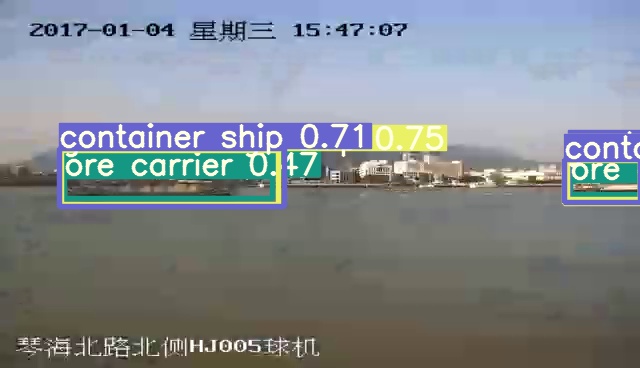 2017-01-04 星期三 15:47:07
container ship 0.71 0.75
conta
ore carrier 0.47
ore
琴海北路北侧HJ005球机